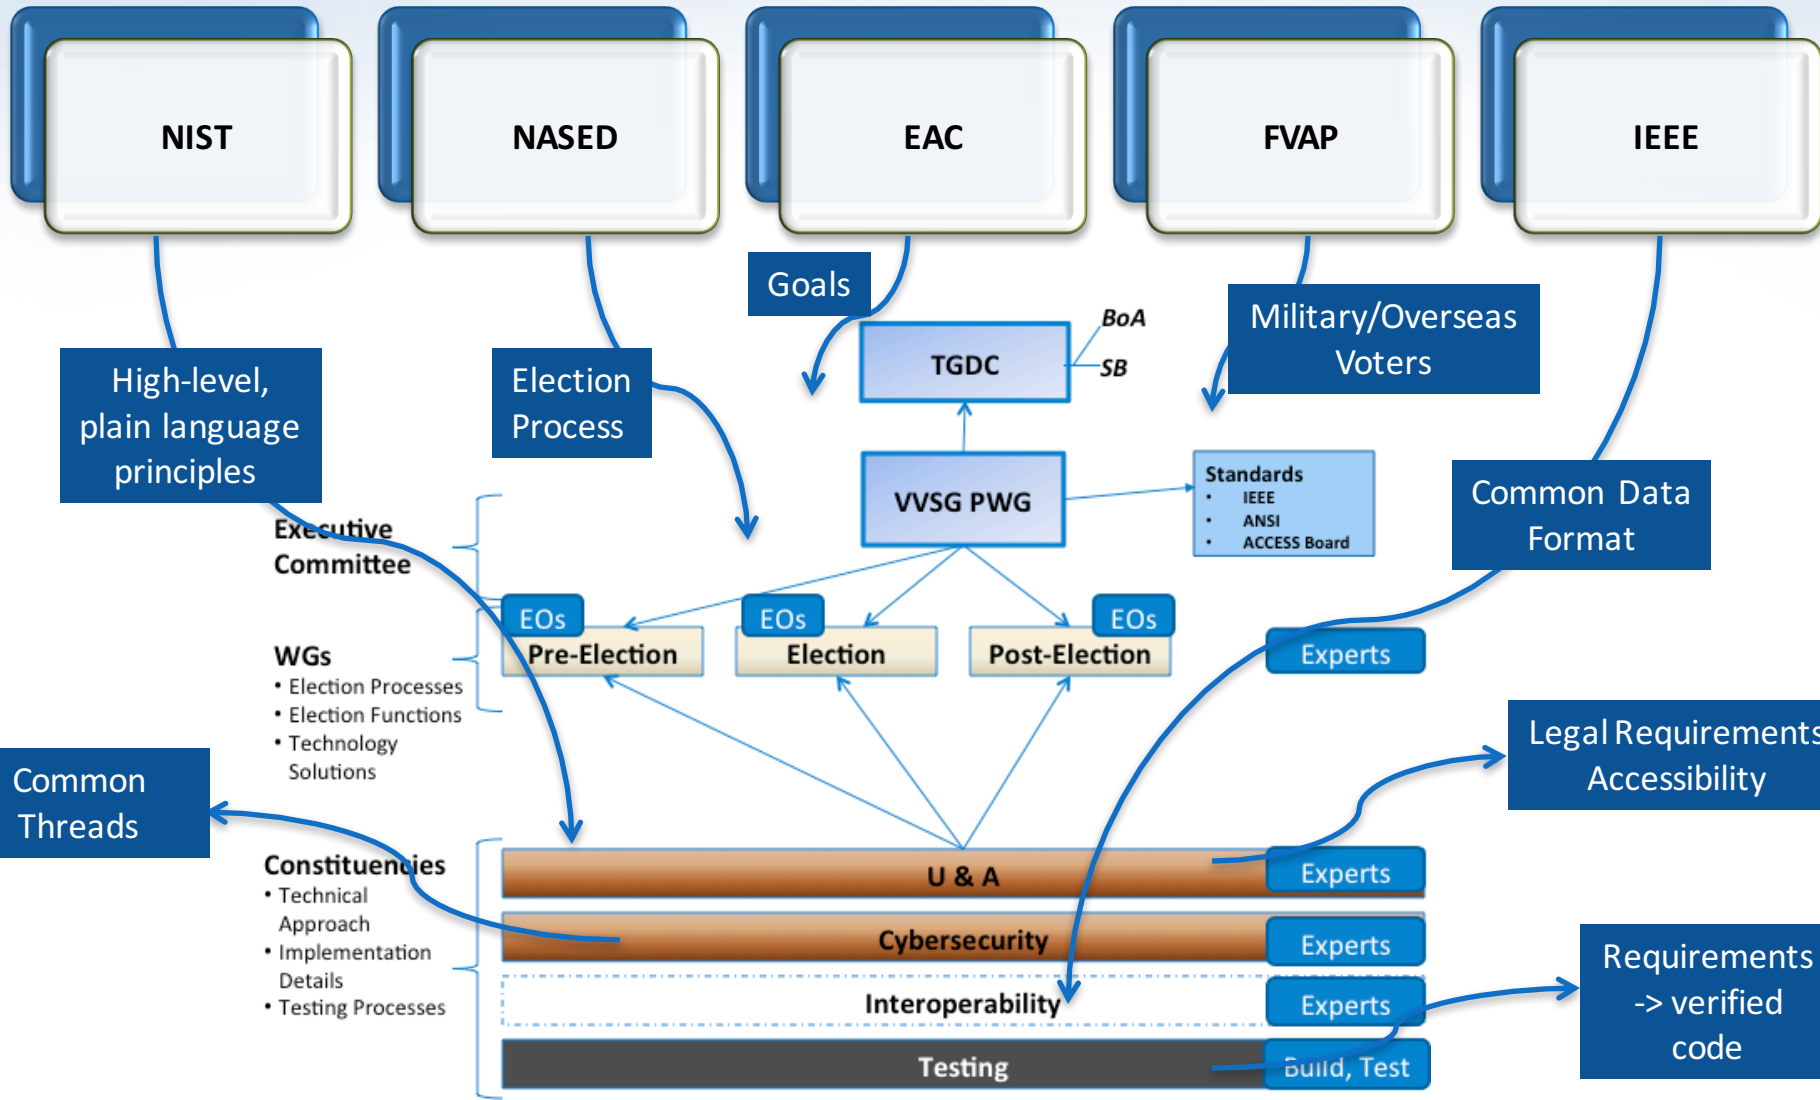 NIST
NASED
EAC
FVAP
IEEE
Goals
High-level,
plain language
principles
Election
Process
TGDC
BoA
SB
Military/Overseas
Voters
VVSG PWG
Standards
• IEEE
• ANSI
• ACCESS Board
Common Data
Format
Executive
Committee
EOs
EOs
EOs
Pre-Election
Election
Post-Election
Experts
WGs
• Election Processes
• Election Functions
• Technology
Solutions
Common
Threads
Legal Requirements
Accessibility
Constituencies
• Technical
Approach
• Implementation
Details
• Testing Processes
U & A
Experts
Cybersecurity
Experts
Interoperability
Experts
Testing
Build, Test
Requirements
-> verified
code